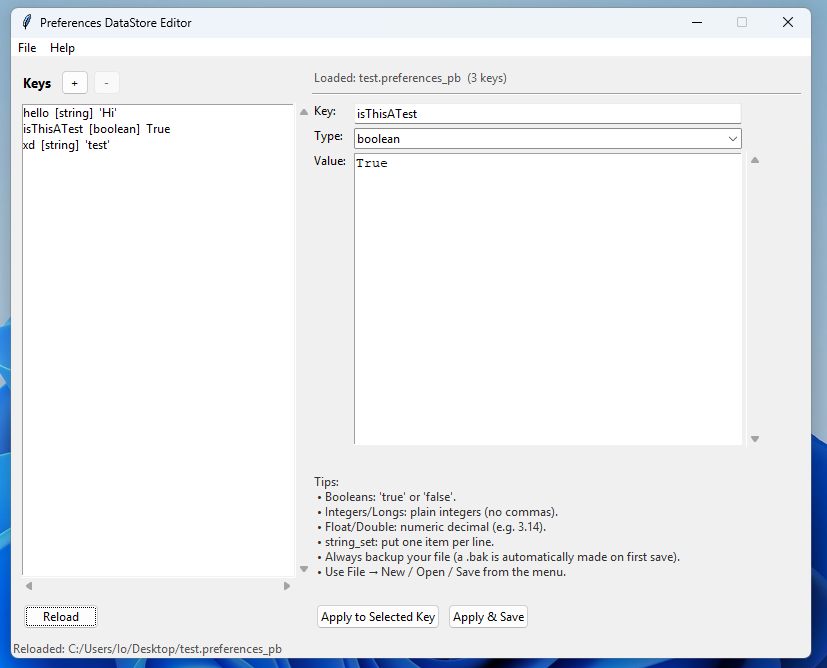 Preferences DataStore Editor
File Help
Keys + -
hello [string] 'Hi'
isThisATest [boolean] True
xd [string] 'test'
Reload
Loaded: test.preferences_pb (3 keys)
Key: isThisATest
Type: boolean
Value: True
Tips:
• Booleans: 'true' or 'false'.
• Integers/Longs: plain integers (no commas).
• Float/Double: numeric decimal (e.g. 3.14).
• string_set: put one item per line.
• Always backup your file (a .bak is automatically made on first save).
• Use File → New / Open / Save from the menu.
Apply to Selected Key Apply & Save
Reloaded: C:/Users/lo/Desktop/test.preferences_pb